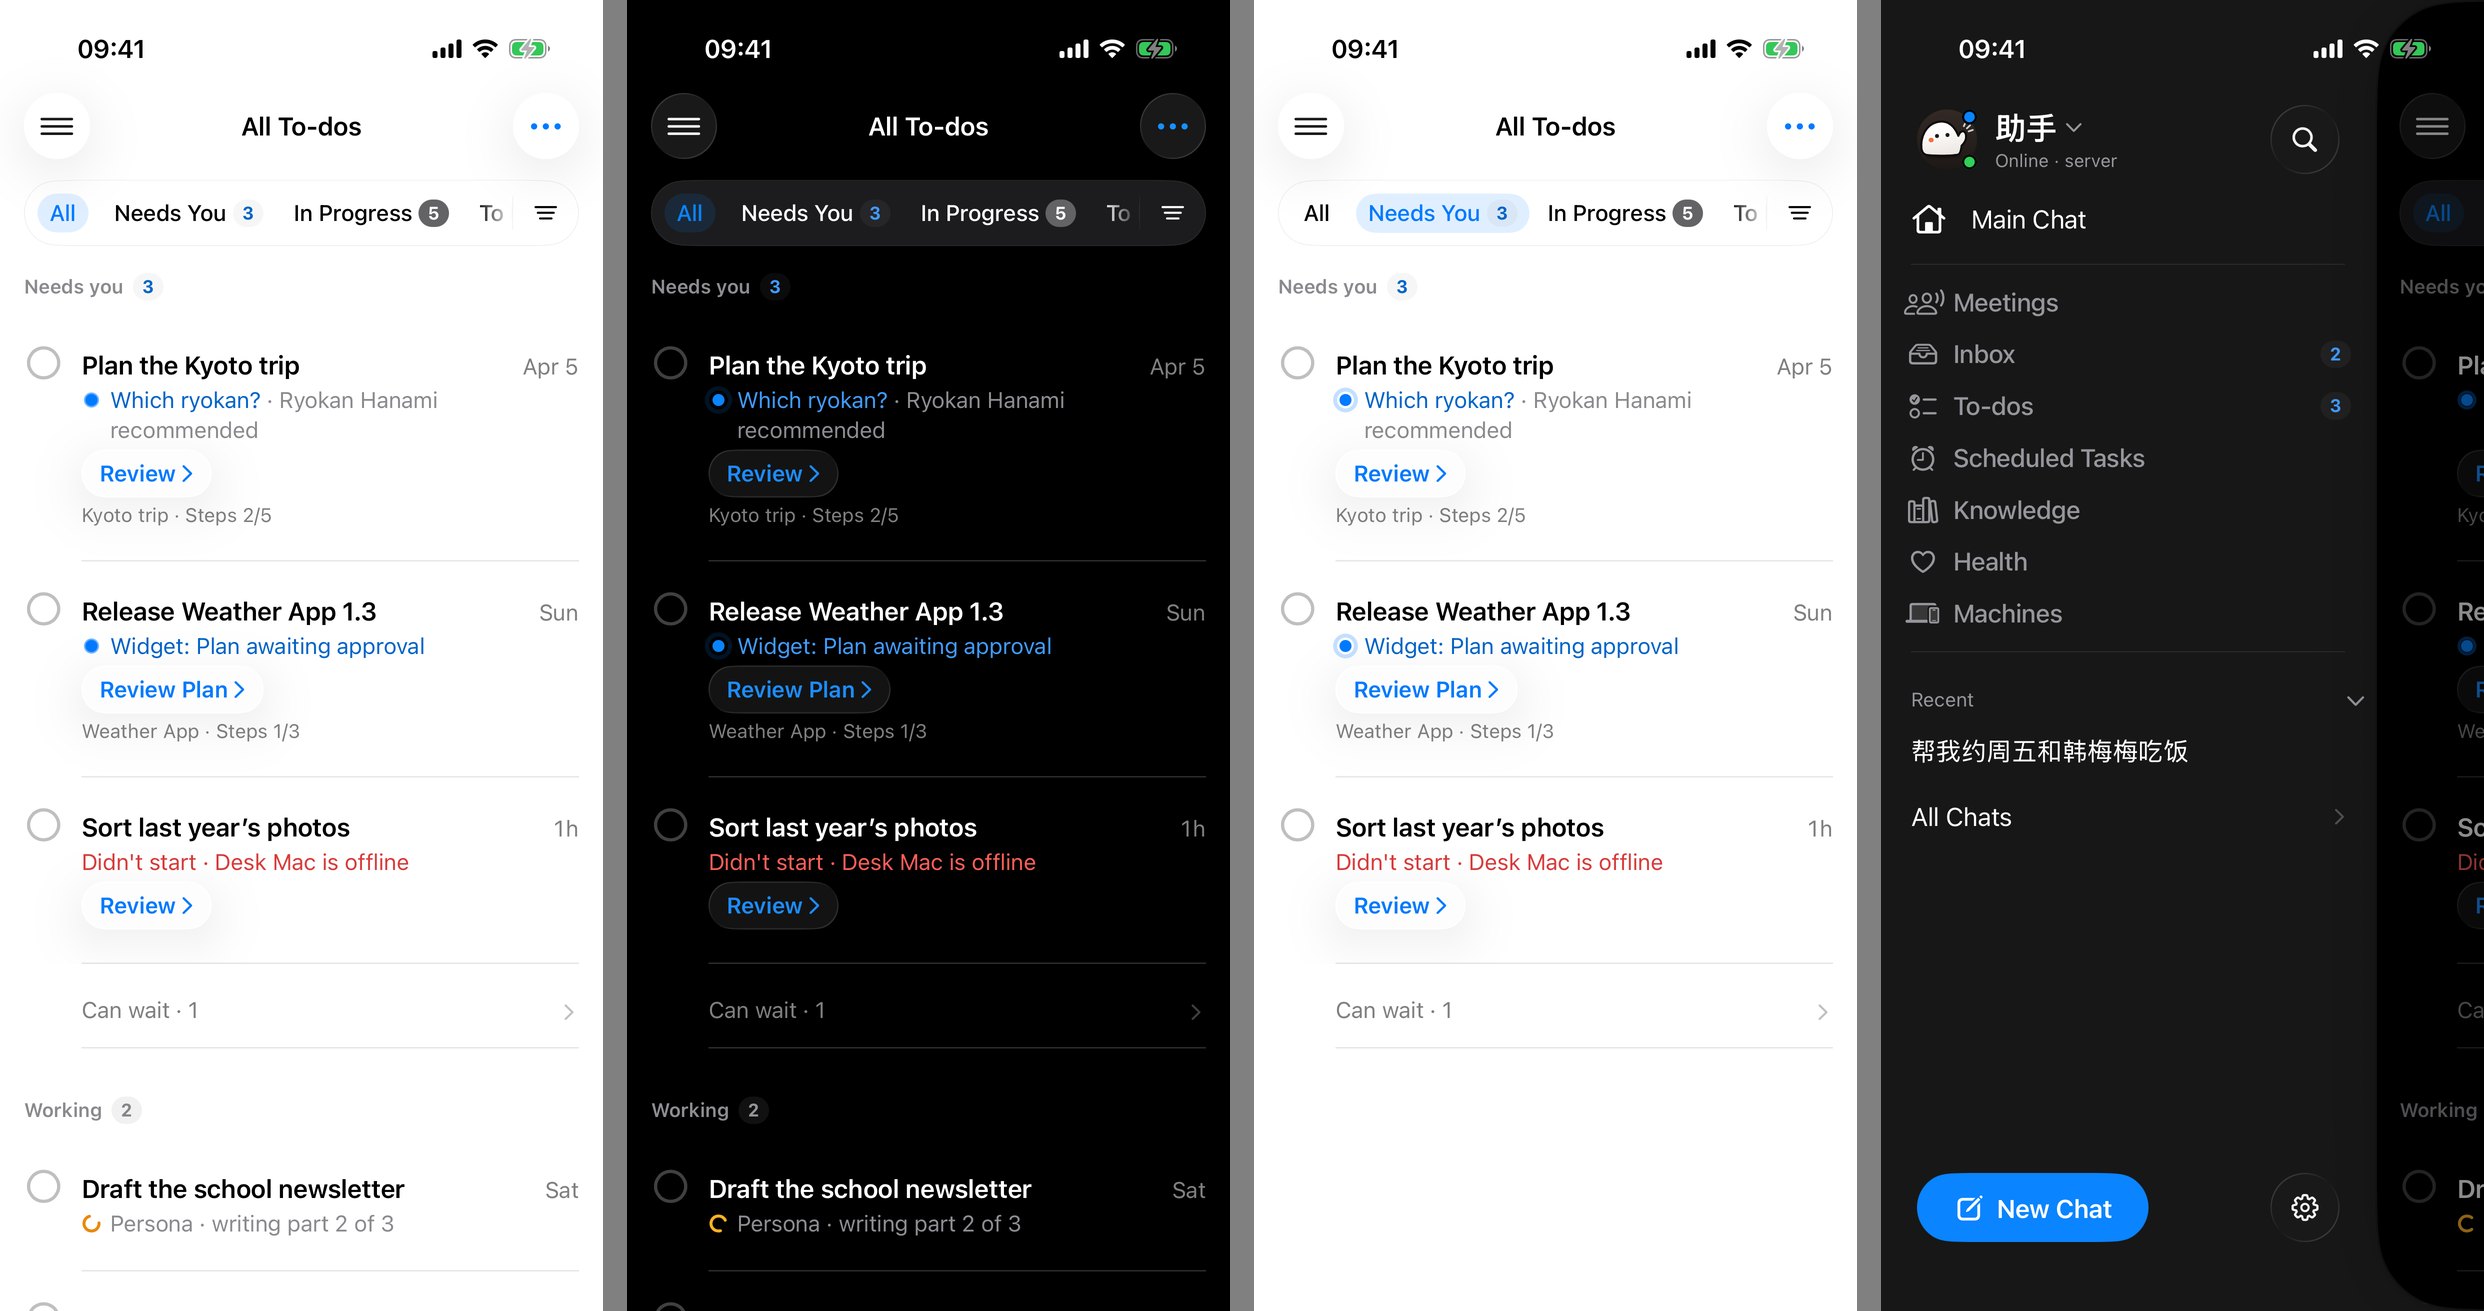 09:41
All To-dos
All Needs You 3 In Progress 5 To
Needs you 3
Plan the Kyoto trip Apr 5
Which ryokan? · Ryokan Hanami
recommended
Review
Kyoto trip · Steps 2/5
Release Weather App 1.3 Sun
Widget: Plan awaiting approval
Review Plan
Weather App · Steps 1/3
Sort last year’s photos 1h
Didn't start · Desk Mac is offline
Review
Can wait · 1
Working 2
Draft the school newsletter Sat
Persona · writing part 2 of 3
09:41
All To-dos
All Needs You 3 In Progress 5 To
Needs you 3
Plan the Kyoto trip Apr 5
Which ryokan? · Ryokan Hanami
recommended
Review
Kyoto trip · Steps 2/5
Release Weather App 1.3 Sun
Widget: Plan awaiting approval
Review Plan
Weather App · Steps 1/3
Sort last year’s photos 1h
Didn't start · Desk Mac is offline
Review
Can wait · 1
Working 2
Draft the school newsletter Sat
Persona · writing part 2 of 3
09:41
All To-dos
All Needs You 3 In Progress 5 To
Needs you 3
Plan the Kyoto trip Apr 5
Which ryokan? · Ryokan Hanami
recommended
Review
Kyoto trip · Steps 2/5
Release Weather App 1.3 Sun
Widget: Plan awaiting approval
Review Plan
Weather App · Steps 1/3
Sort last year’s photos 1h
Didn't start · Desk Mac is offline
Review
Can wait · 1
09:41
助手
Online · server
Main Chat
Meetings
Inbox 2
To-dos 3
Scheduled Tasks
Knowledge
Health
Machines
Recent
帮我约周五和韩梅梅吃饭
All Chats
New Chat
All
Needs yo
Pla
Kyo
Re
We
So
Did
Ca
Working
Dr